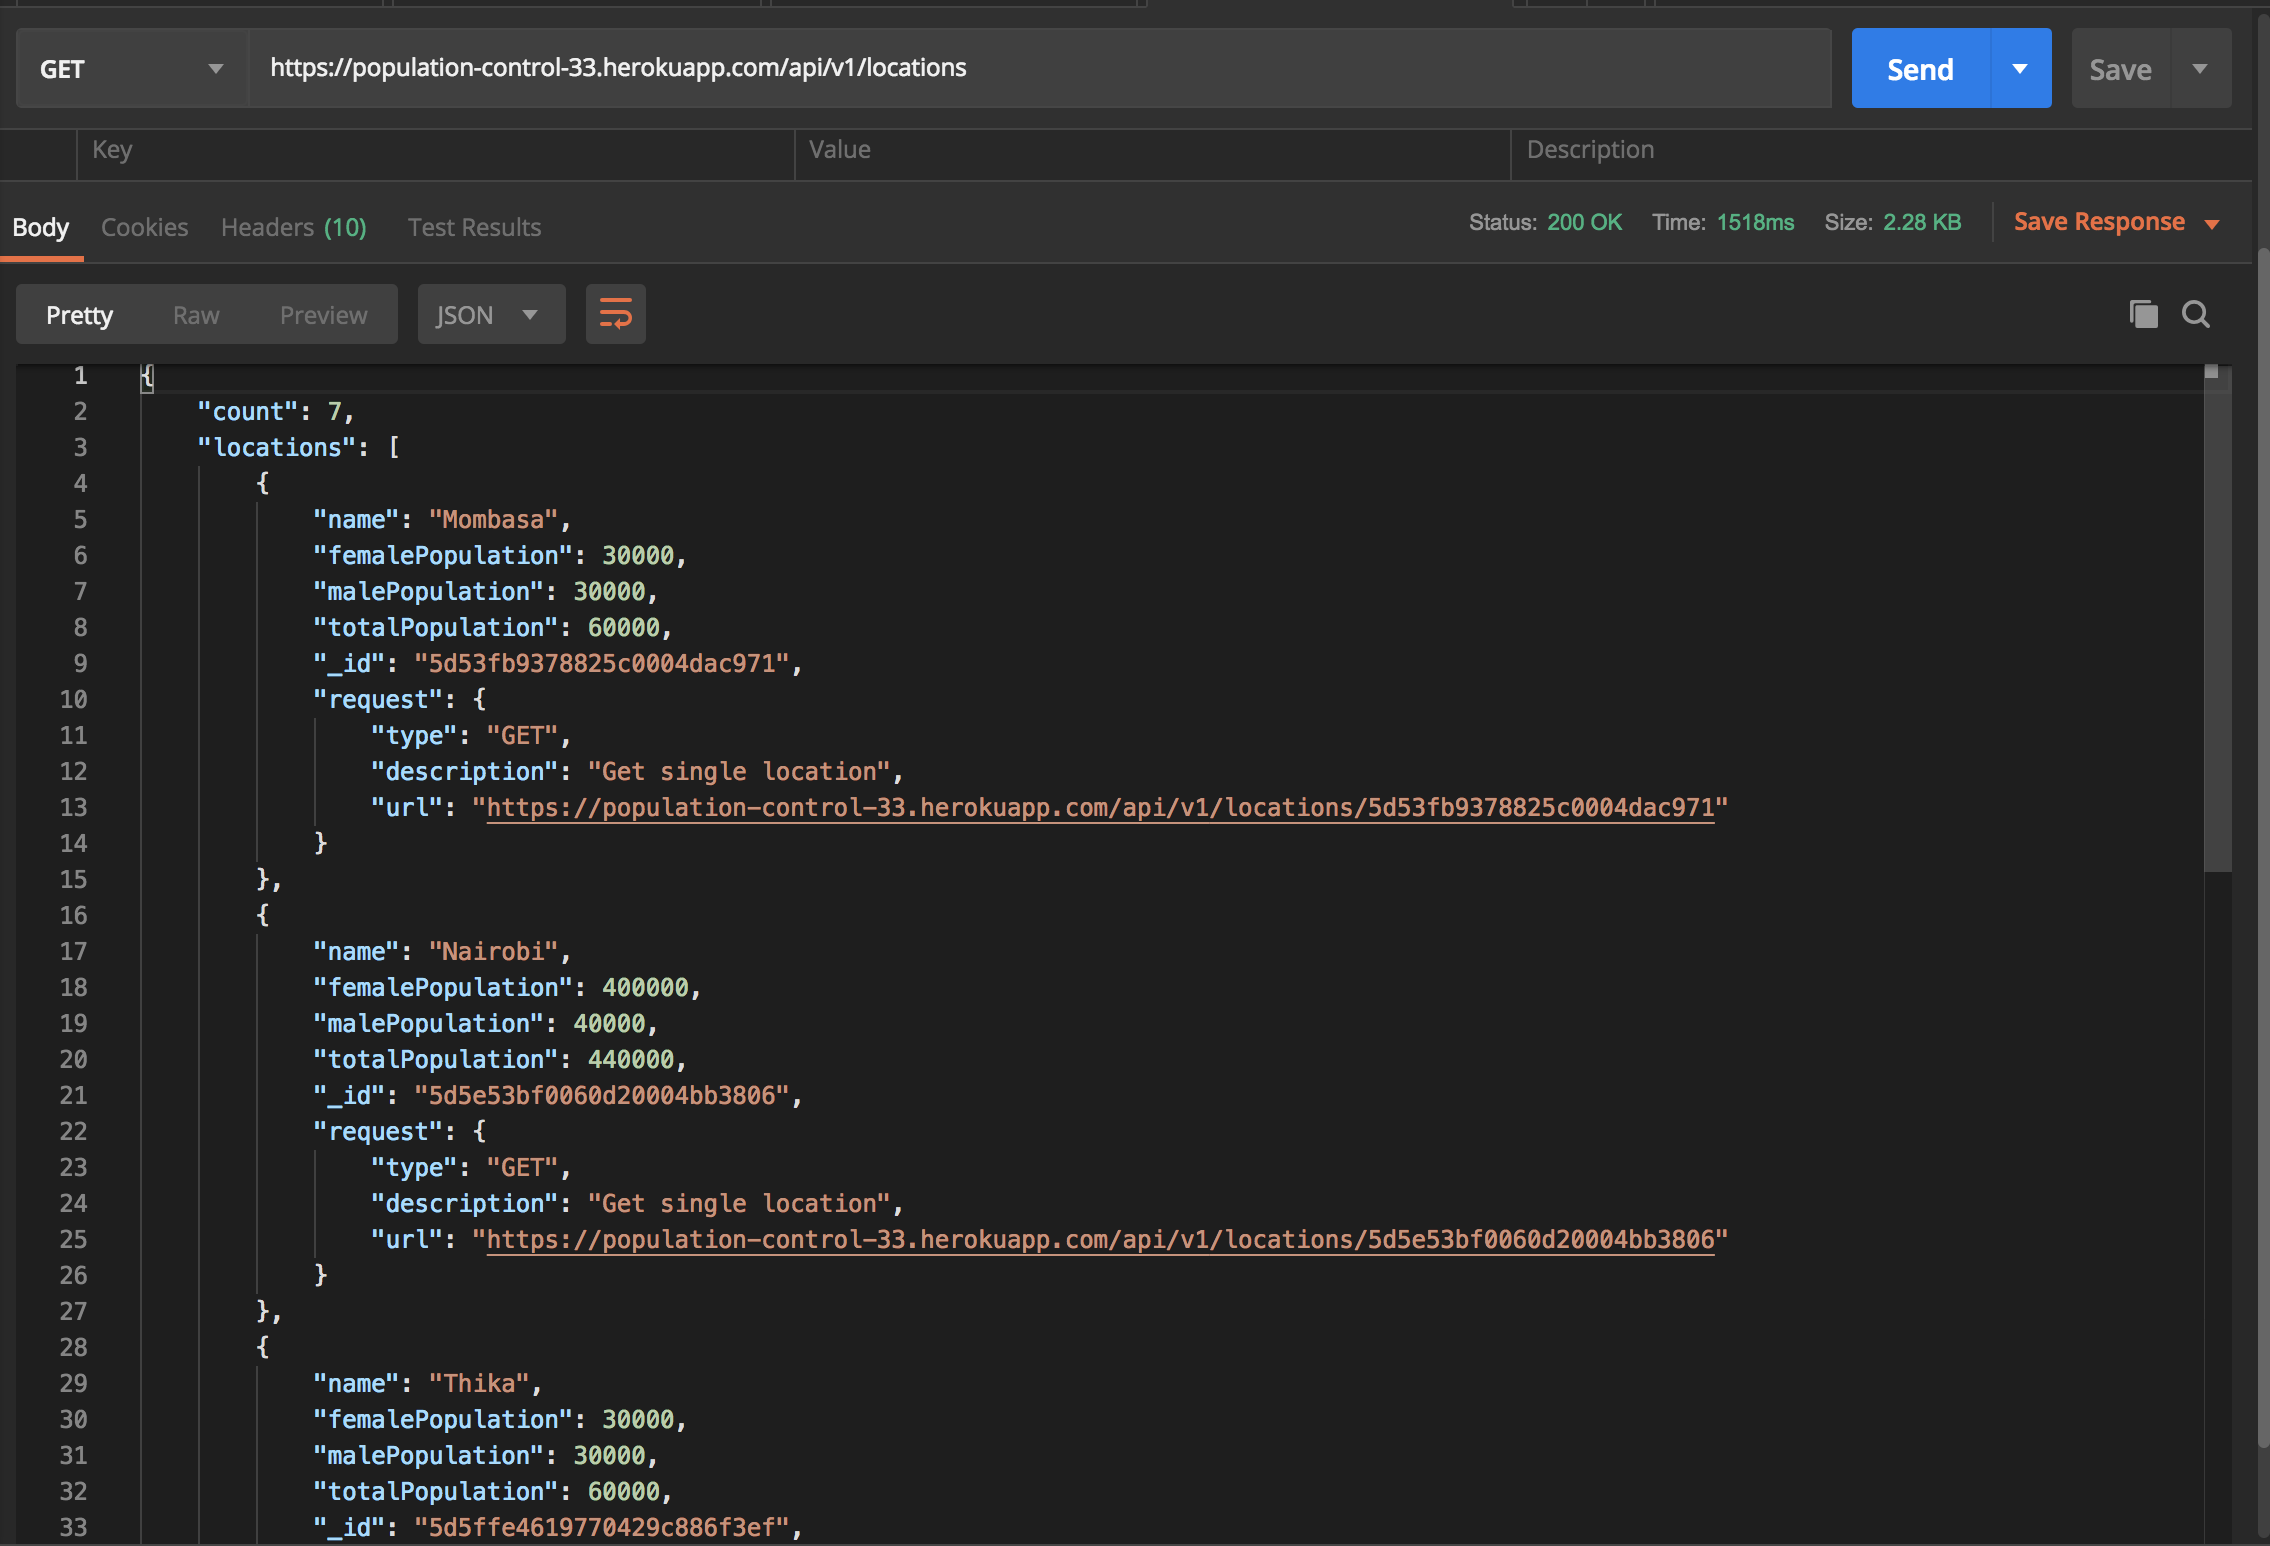 GET https://population-control-33.herokuapp.com/api/v1/locations Send Save
Key Value Description
Body Cookies Headers (10) Test Results Status: 200 OK Time: 1518ms Size: 2.28 KB Save Response
Pretty Raw Preview JSON
1 {
2 "count": 7,
3 "locations": [
4 {
5 "name": "Mombasa",
6 "femalePopulation": 30000,
7 "malePopulation": 30000,
8 "totalPopulation": 60000,
9 "_id": "5d53fb9378825c0004dac971",
10 "request": {
11 "type": "GET",
12 "description": "Get single location",
13 "url": "https://population-control-33.herokuapp.com/api/v1/locations/5d53fb9378825c0004dac971"
14 }
15 },
16 {
17 "name": "Nairobi",
18 "femalePopulation": 400000,
19 "malePopulation": 40000,
20 "totalPopulation": 440000,
21 "_id": "5d5e53bf0060d20004bb3806",
22 "request": {
23 "type": "GET",
24 "description": "Get single location",
25 "url": "https://population-control-33.herokuapp.com/api/v1/locations/5d5e53bf0060d20004bb3806"
26 }
27 },
28 {
29 "name": "Thika",
30 "femalePopulation": 30000,
31 "malePopulation": 30000,
32 "totalPopulation": 60000,
33 "_id": "5d5ffe4619770429c886f3ef",